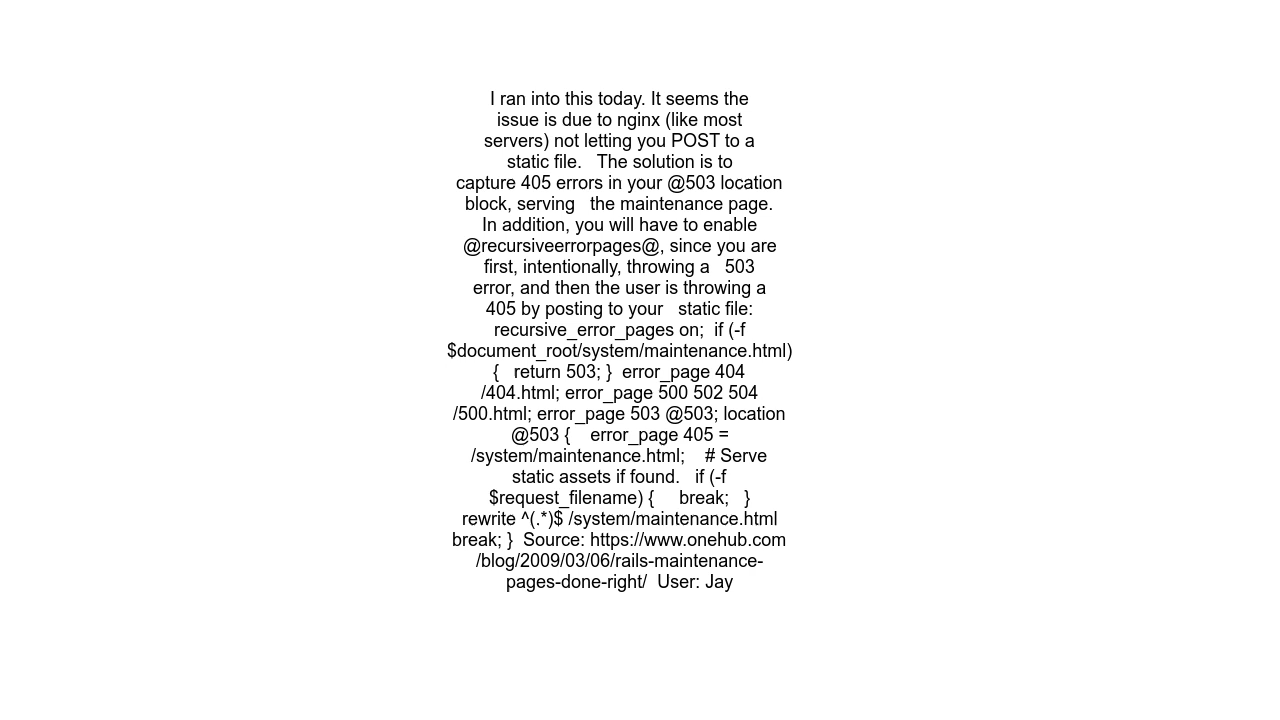 I ran into this today. It seems the
issue is due to nginx (like most
servers) not letting you POST to a
static file.   The solution is to
capture 405 errors in your @503 location
block, serving   the maintenance page.
In addition, you will have to enable
@recursiveerrorpages@, since you are
first, intentionally, throwing a   503
error, and then the user is throwing a
405 by posting to your   static file:
recursive_error_pages on;  if (-f
$document_root/system/maintenance.html)
{   return 503; }  error_page 404
/404.html; error_page 500 502 504
/500.html; error_page 503 @503; location
@503 {    error_page 405 =
/system/maintenance.html;    # Serve
static assets if found.   if (-f
$request_filename) {     break;   }
rewrite ^(.*)$ /system/maintenance.html
break; }  Source: https://www.onehub.com
/blog/2009/03/06/rails-maintenance-
pages-done-right/  User: Jay